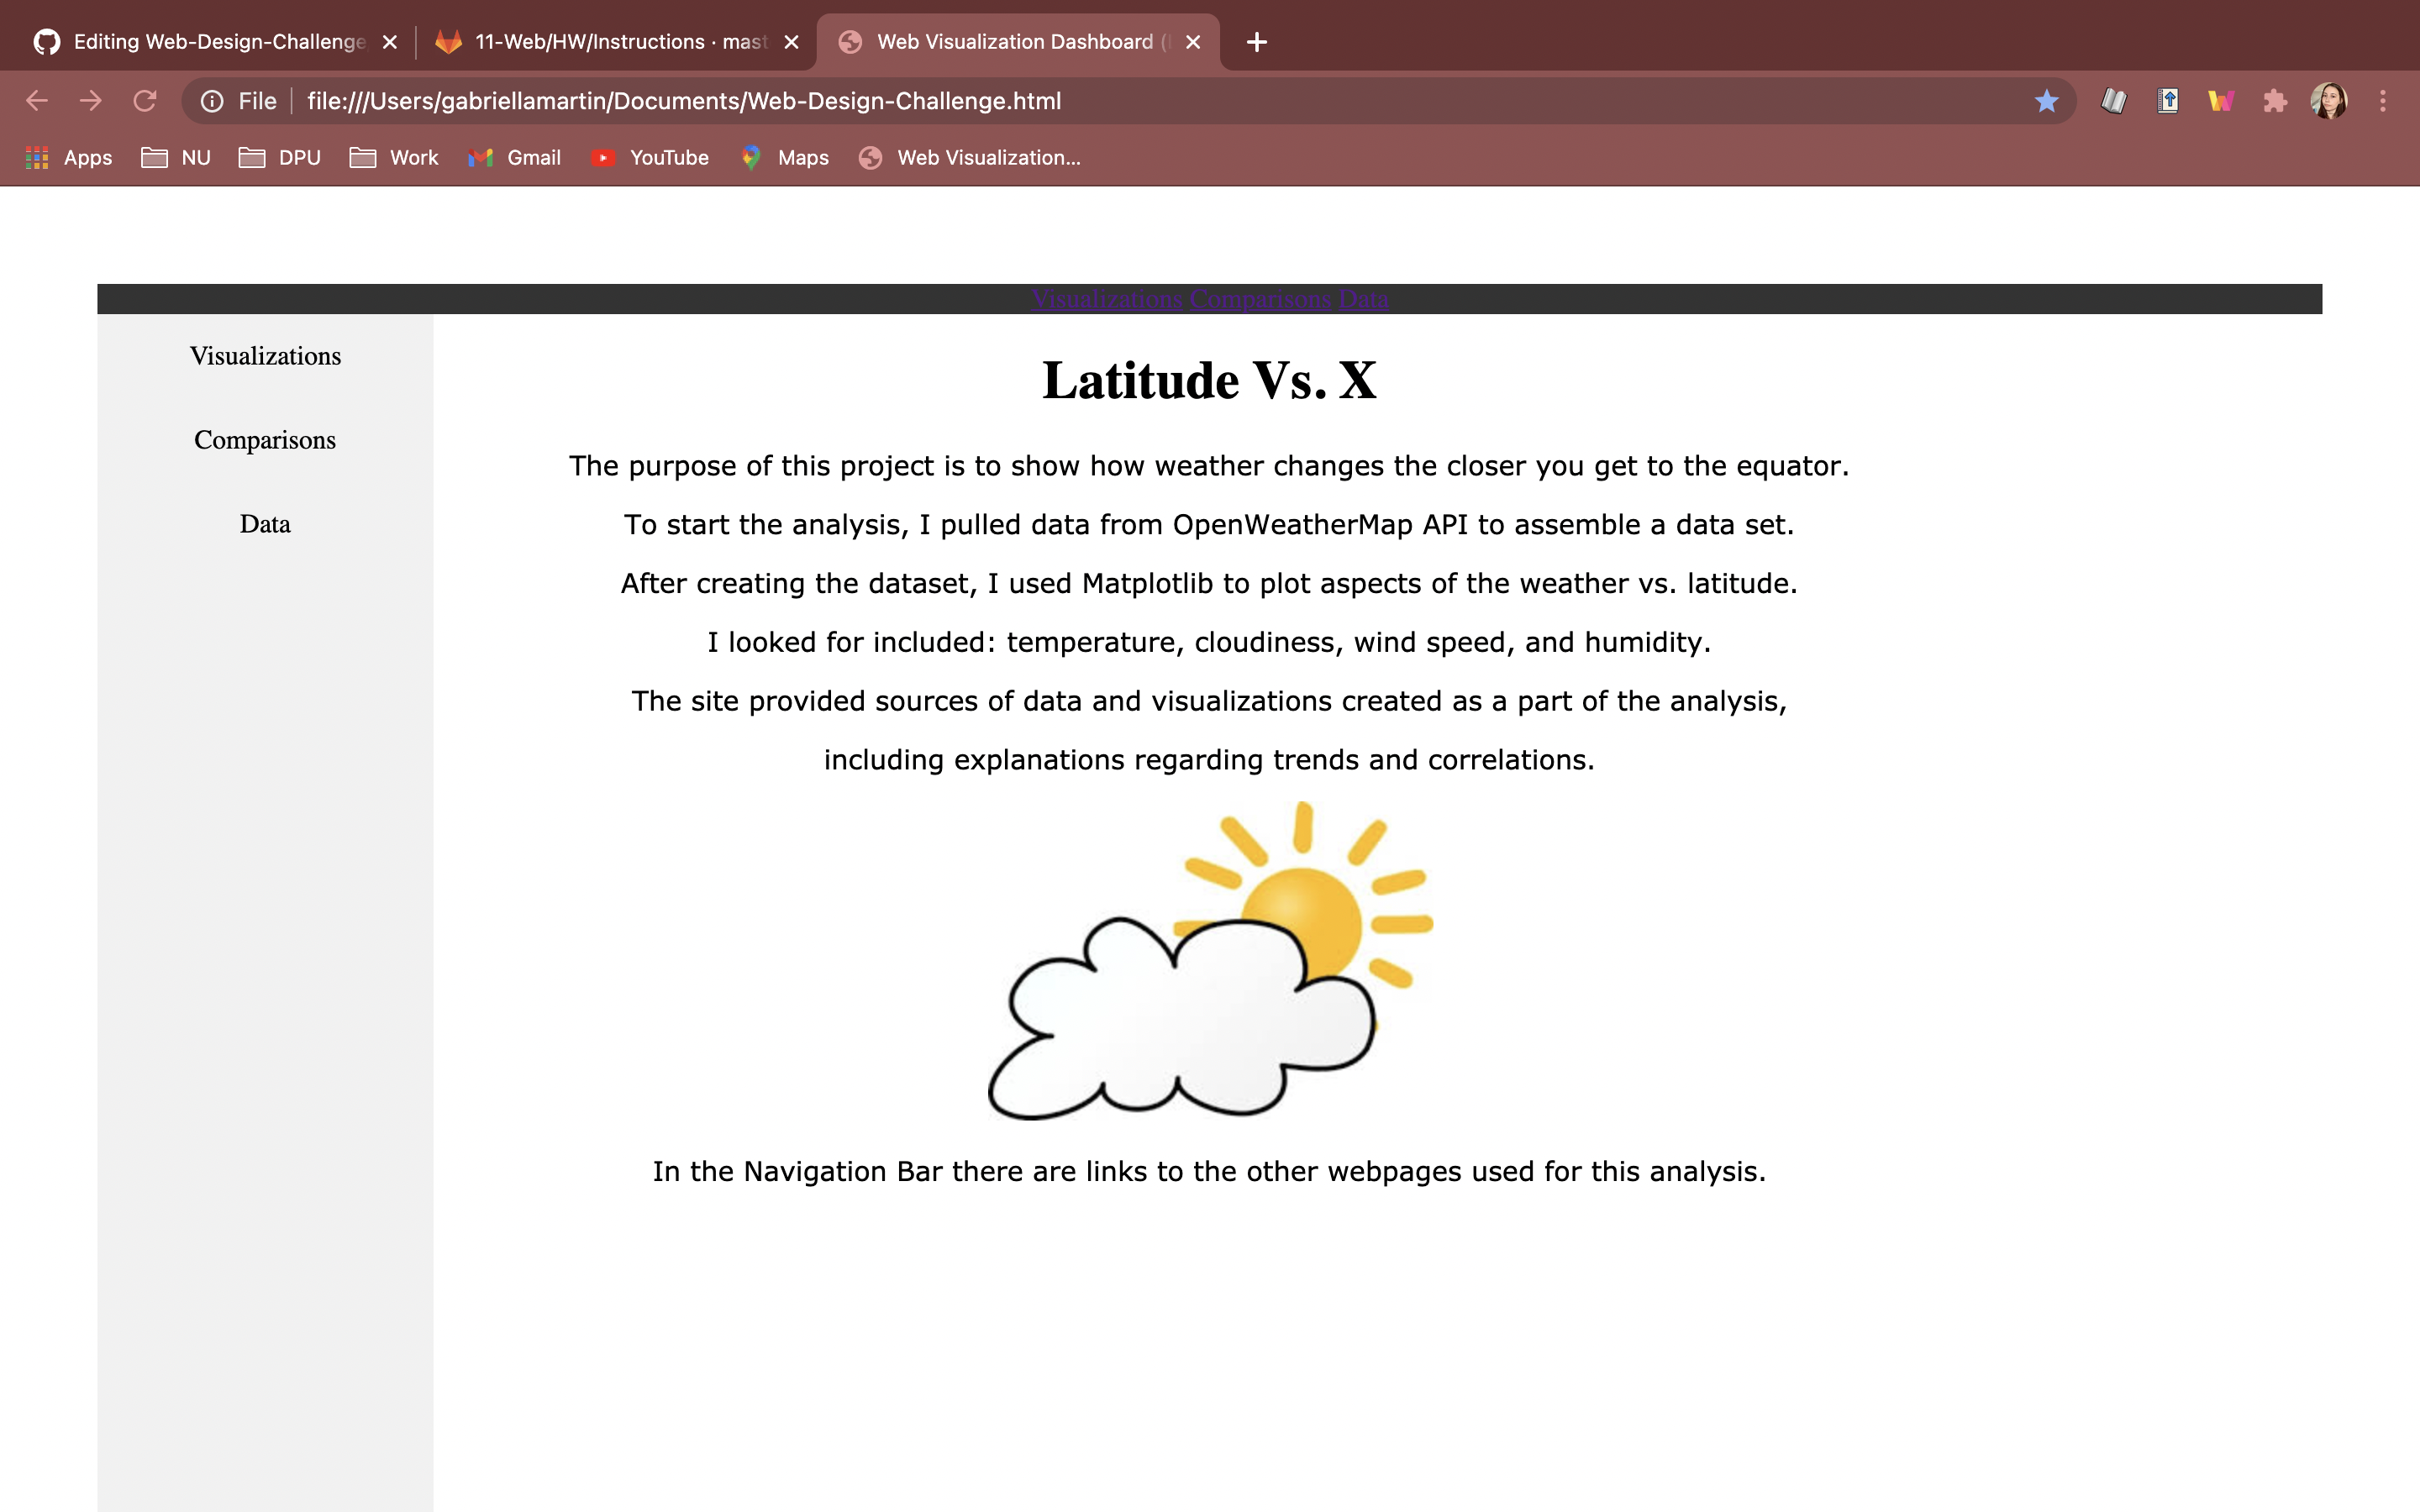 Editing Web-Design-Challenge
11-Web/HW/Instructions · mast
Web Visualization Dashboard (
File
file:///Users/gabriellamartin/Documents/Web-Design-Challenge.html
Apps NU DPU Work Gmail YouTube Maps Web Visualization...
Visualizations Comparisons Data
Visualizations
Comparisons
Data
Latitude Vs. X
The purpose of this project is to show how weather changes the closer you get to the equator.
To start the analysis, I pulled data from OpenWeatherMap API to assemble a data set.
After creating the dataset, I used Matplotlib to plot aspects of the weather vs. latitude.
I looked for included: temperature, cloudiness, wind speed, and humidity.
The site provided sources of data and visualizations created as a part of the analysis,
including explanations regarding trends and correlations.
In the Navigation Bar there are links to the other webpages used for this analysis.